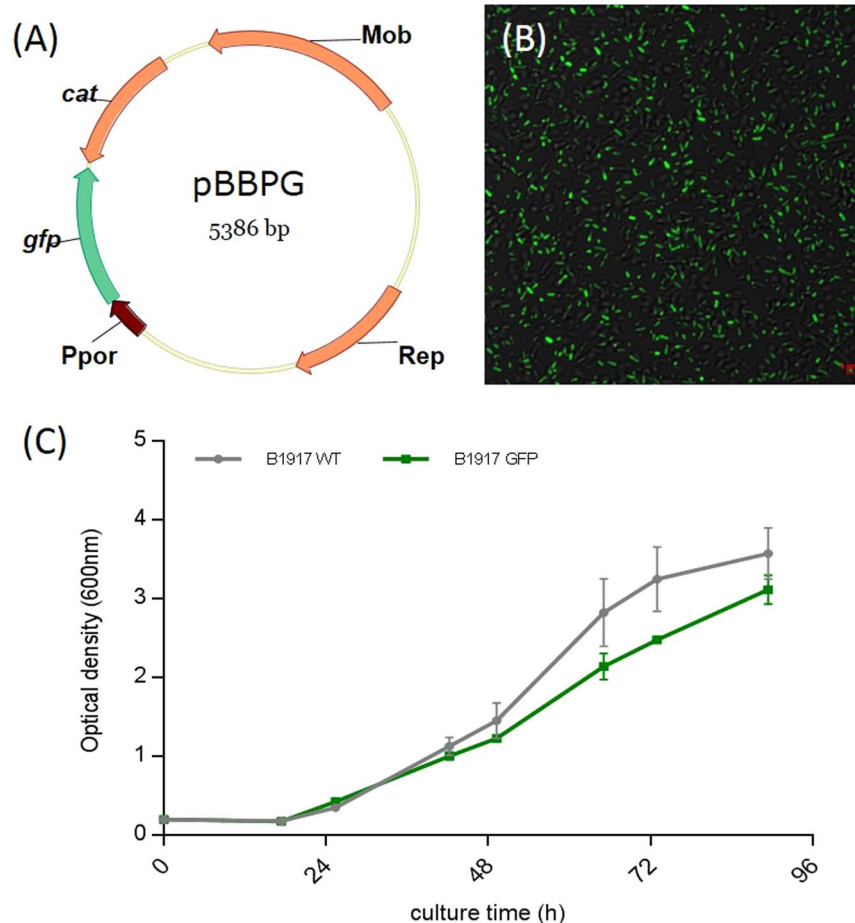 (A)
Mob
cat
pBBPG
5386 bp
gfp
Ppor
Rep
(B)
(C)
B1917 WT
B1917 GFP
Optical density (600nm)
5
4
3
2
1
0
0
24
48
72
96
culture time (h)